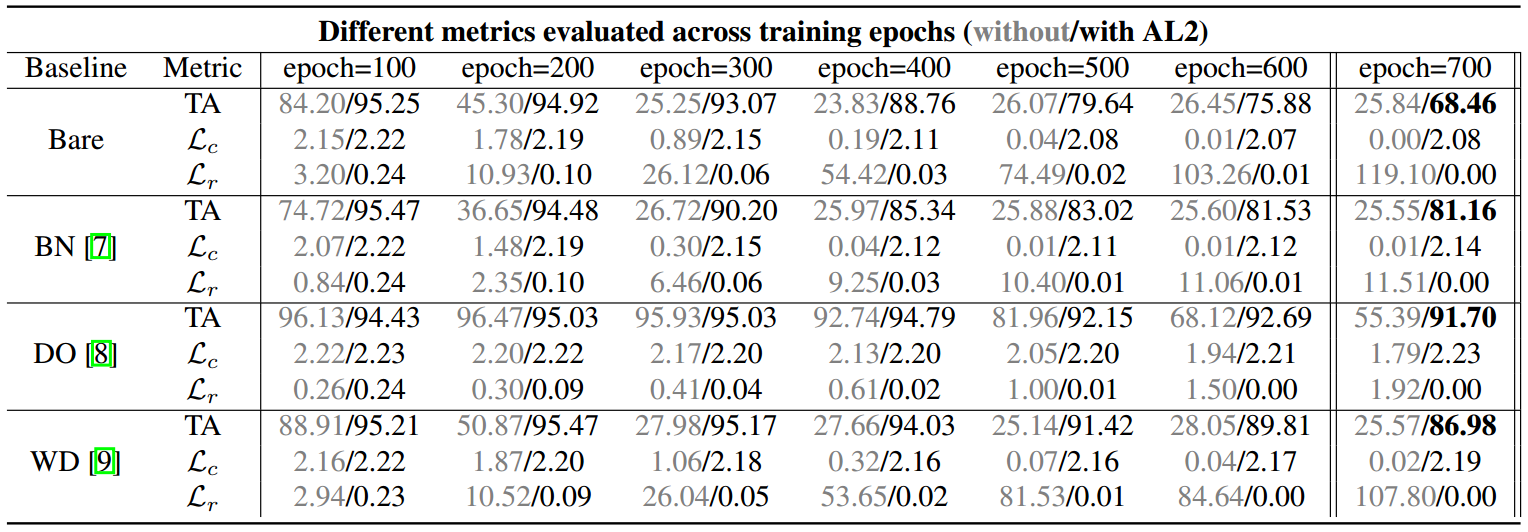 Different metrics evaluated across training epochs (without/with AL2)
Baseline Metric epoch=100 epoch=200 epoch=300 epoch=400 epoch=500 epoch=600 epoch=700
TA 84.20/95.25 45.30/94.92 25.25/93.07 23.83/88.76 26.07/79.64 26.45/75.88 25.84/68.46
Bare ℒc 2.15/2.22 1.78/2.19 0.89/2.15 0.19/2.11 0.04/2.08 0.01/2.07 0.00/2.08
ℒr 3.20/0.24 10.93/0.10 26.12/0.06 54.42/0.03 74.49/0.02 103.26/0.01 119.10/0.00
TA 74.72/95.47 36.65/94.48 26.72/90.20 25.97/85.34 25.88/83.02 25.60/81.53 25.55/81.16
BN [7] ℒc 2.07/2.22 1.48/2.19 0.30/2.15 0.04/2.12 0.01/2.11 0.01/2.12 0.01/2.14
ℒr 0.84/0.24 2.35/0.10 6.46/0.06 9.25/0.03 10.40/0.01 11.06/0.01 11.51/0.00
TA 96.13/94.43 96.47/95.03 95.93/95.03 92.74/94.79 81.96/92.15 68.12/92.69 55.39/91.70
DO [8] ℒc 2.22/2.23 2.20/2.22 2.17/2.20 2.13/2.20 2.05/2.20 1.94/2.21 1.79/2.23
ℒr 0.26/0.24 0.30/0.09 0.41/0.04 0.61/0.02 1.00/0.01 1.50/0.00 1.92/0.00
TA 88.91/95.21 50.87/95.47 27.98/95.17 27.66/94.03 25.14/91.42 28.05/89.81 25.57/86.98
WD [9] ℒc 2.16/2.22 1.87/2.20 1.06/2.18 0.32/2.16 0.07/2.16 0.04/2.17 0.02/2.19
ℒr 2.94/0.23 10.52/0.09 26.04/0.05 53.65/0.02 81.53/0.01 84.64/0.00 107.80/0.00